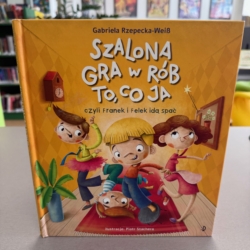 Gabriela Rzepecka-Weiß
SZALONA
GRA W RÓB
TO, CO JA
czyli Franek i Felek idą spać